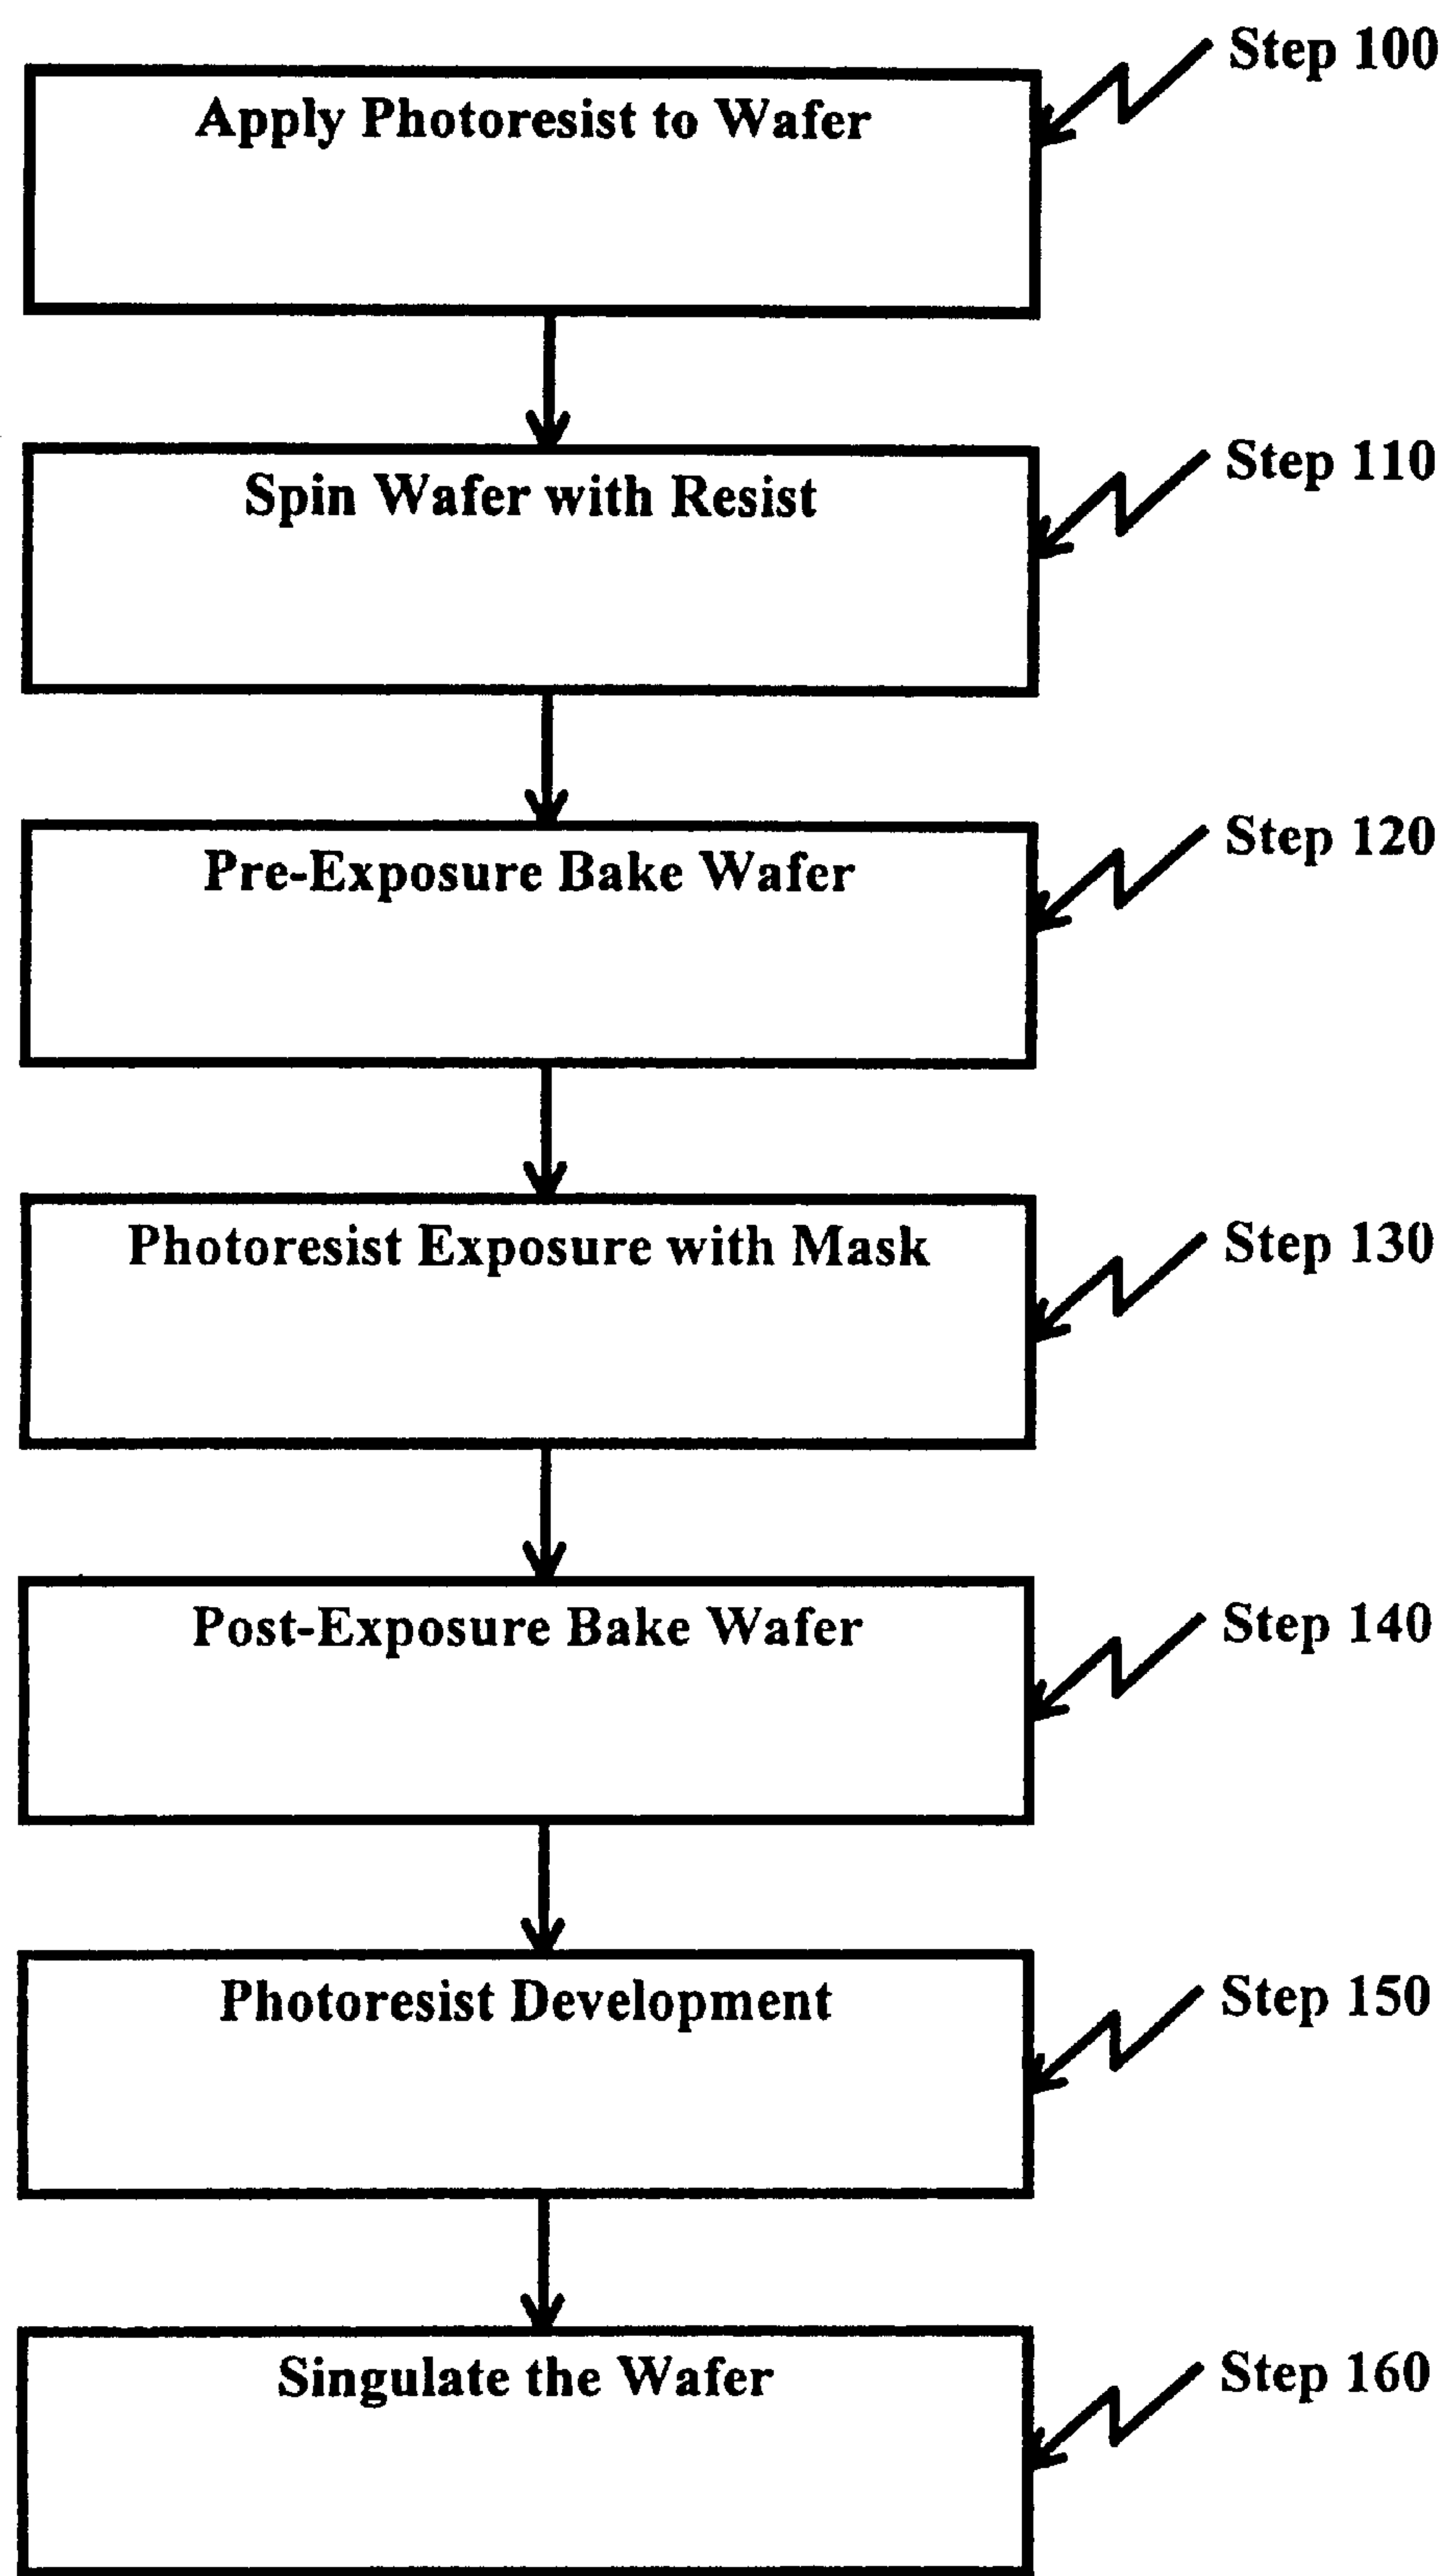 Step 100
Apply Photoresist to Wafer
Step 110
Spin Wafer with Resist
Step 120
Pre-Exposure Bake Wafer
Step 130
Photoresist Exposure with Mask
Step 140
Post-Exposure Bake Wafer
Step 150
Photoresist Development
Step 160
Singulate the Wafer